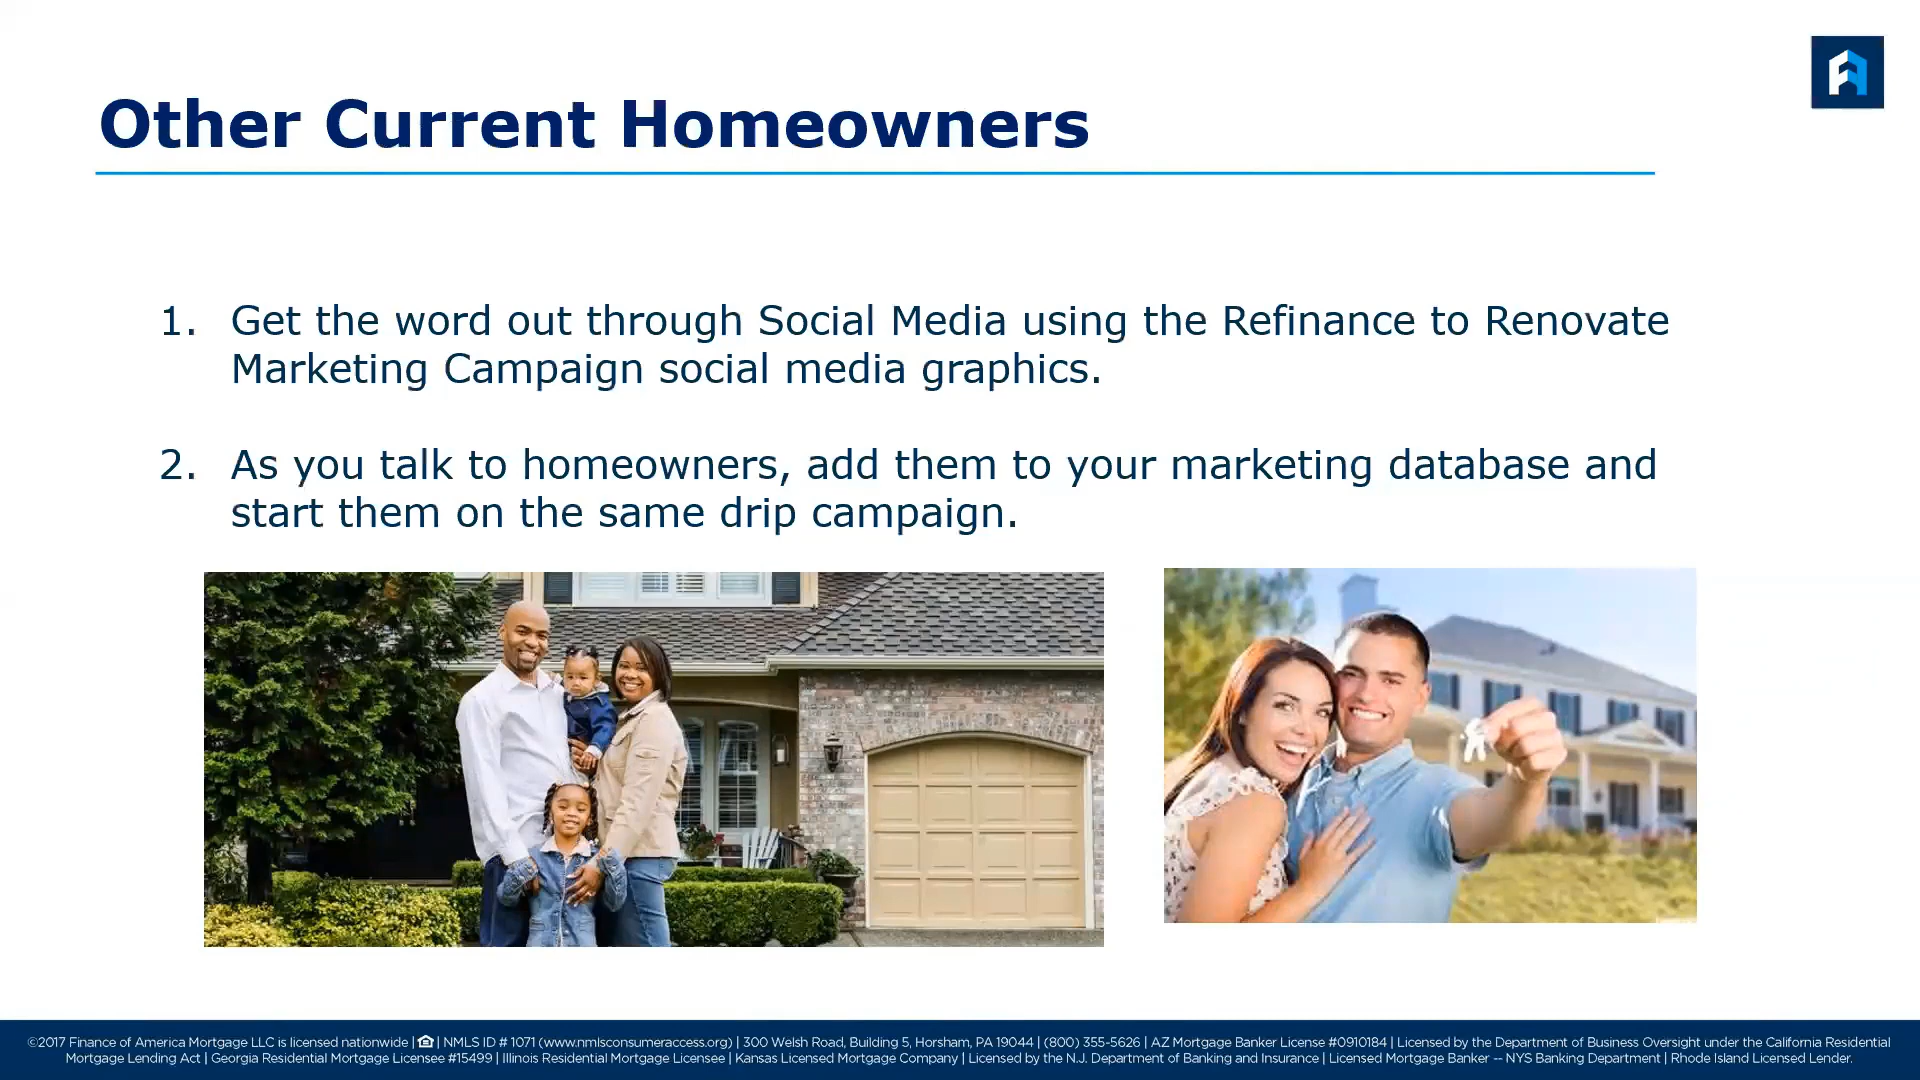 Other Current Homeowners
1. Get the word out through Social Media using the Refinance to Renovate
Marketing Campaign social media graphics.
2. As you talk to homeowners, add them to your marketing database and
start them on the same drip campaign.
©2017 Finance of America Mortgage LLC is licensed nationwide | | NMLS ID # 1071 (www.nmlsconsumeraccess.org) | 300 Welsh Road, Building 5, Horsham, PA 19044 | (800) 355-5626 | AZ Mortgage Banker License #0910184 | Licensed by the Department of Business Oversight under the California Residential
Mortgage Lending Act | Georgia Residential Mortgage Licensee #15499 | Illinois Residential Mortgage Licensee | Kansas Licensed Mortgage Company | Licensed by the N.J. Department of Banking and Insurance | Licensed Mortgage Banker -- NYS Banking Department | Rhode Island Licensed Lender.